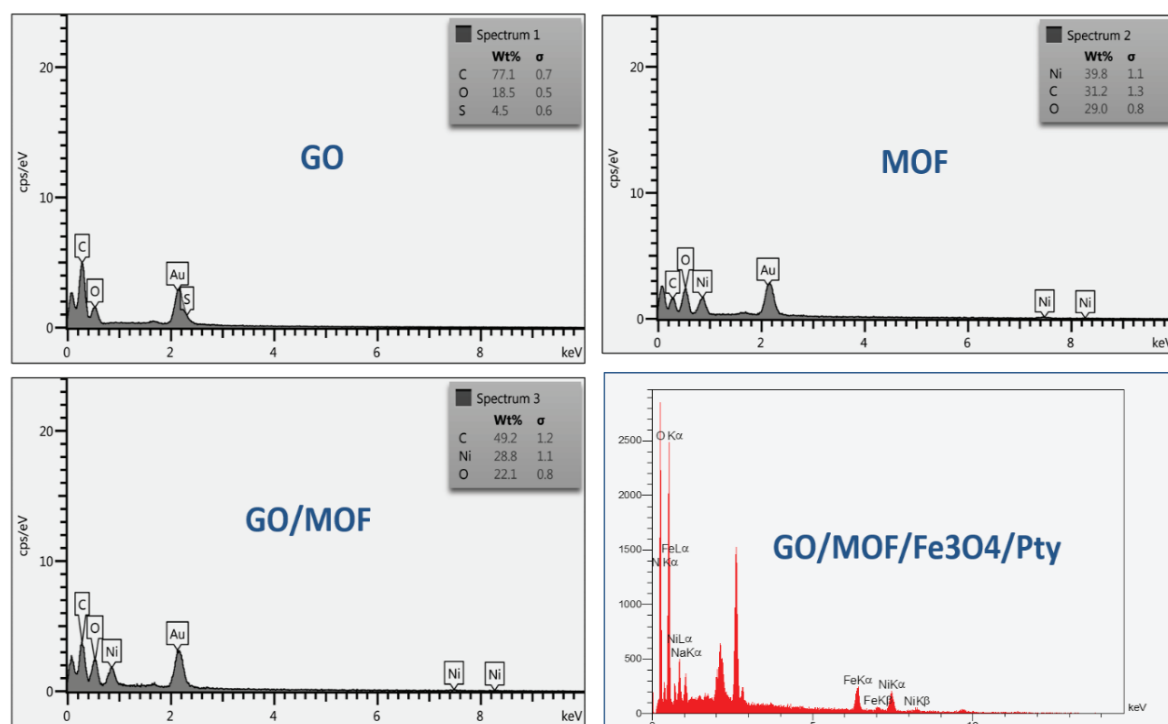 Spectrum 1
Wt% σ
C 77.1 0.7
O 18.5 0.5
S 4.5 0.6
GO
cps/eV
20
10
0
C
O
Au
S
0 2 4 6 8 keV
Spectrum 2
Wt% σ
Ni 39.8 1.1
C 31.2 1.3
O 29.0 0.8
MOF
cps/eV
20
10
0
C
O
Ni
Au
Ni
Ni
0 2 4 6 8 keV
Spectrum 3
Wt% σ
C 49.2 1.2
Ni 28.8 1.1
O 22.1 0.8
GO/MOF
cps/eV
20
10
0
C
O
Ni
Au
Ni
Ni
0 2 4 6 8 keV
GO/MOF/Fe3O4/Pty
2500
2000
1500
1000
500
0
OKα
FeLα
NKα
NiLα
NaKα
FeKα
FeKβ
NiKα
NiKβ
keV